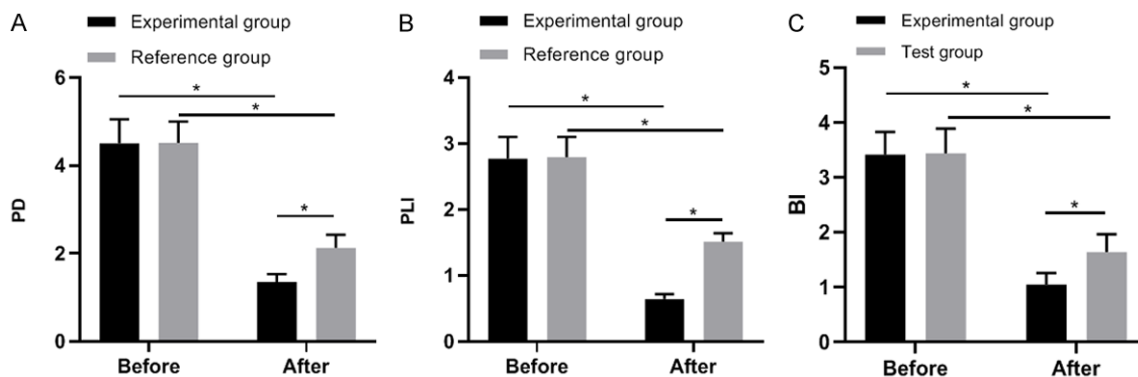 A
Experimental group
Reference group
PD
6
4
2
0
*
*
*
Before After
B
Experimental group
Reference group
PLI
4
3
2
1
0
*
*
*
Before After
C
Experimental group
Test group
BI
5
4
3
2
1
0
*
*
*
Before After